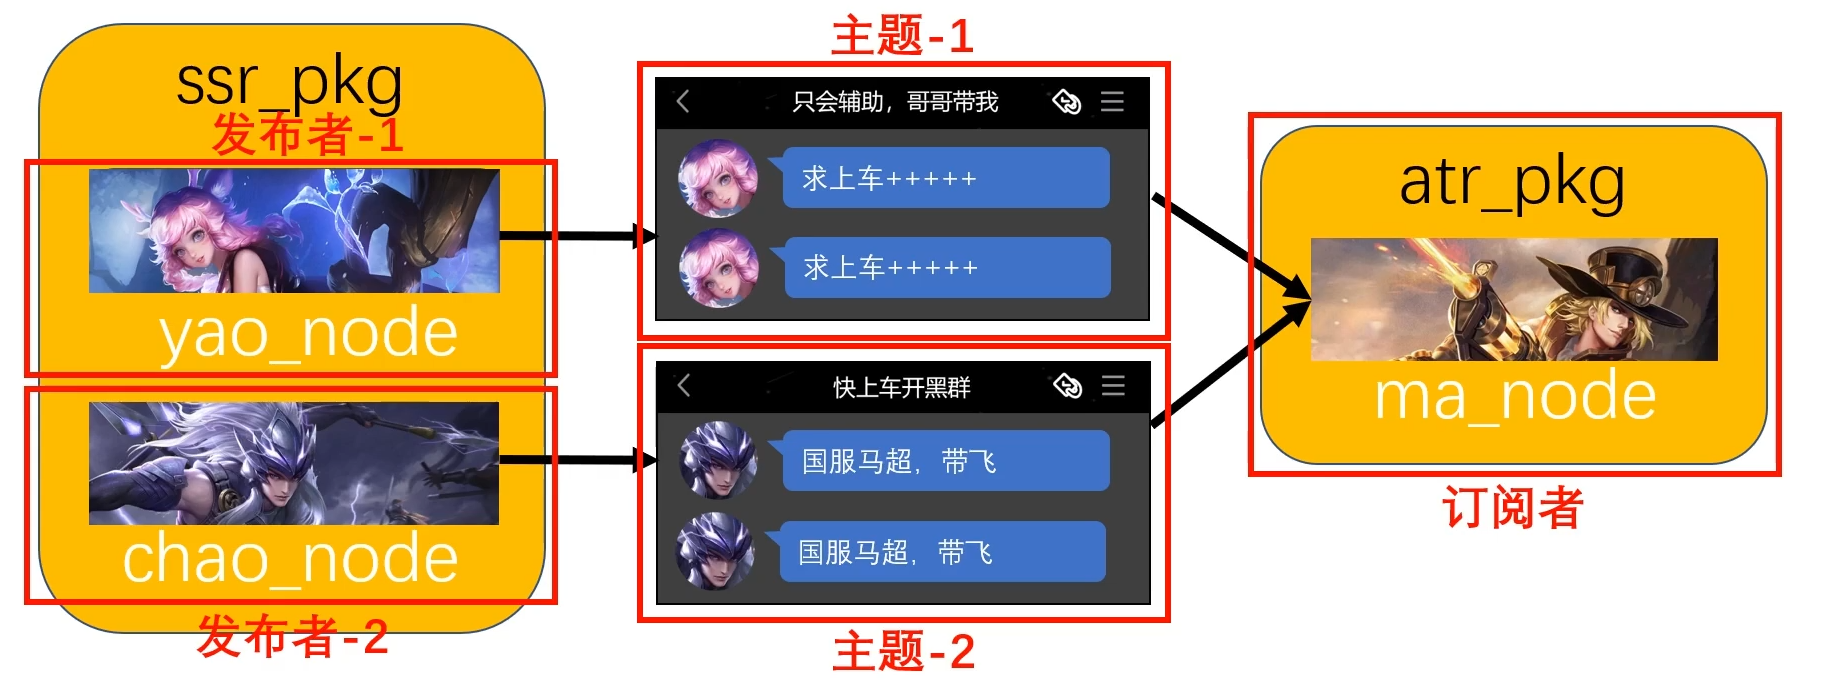 ssr_pkg
发布者-1
yao_node
chao_node
发布者-2
主题-1
只会辅助，哥哥带我
求上车+++++
求上车+++++
快上车开黑群
国服马超，带飞
国服马超，带飞
主题-2
atr_pkg
ma_node
订阅者